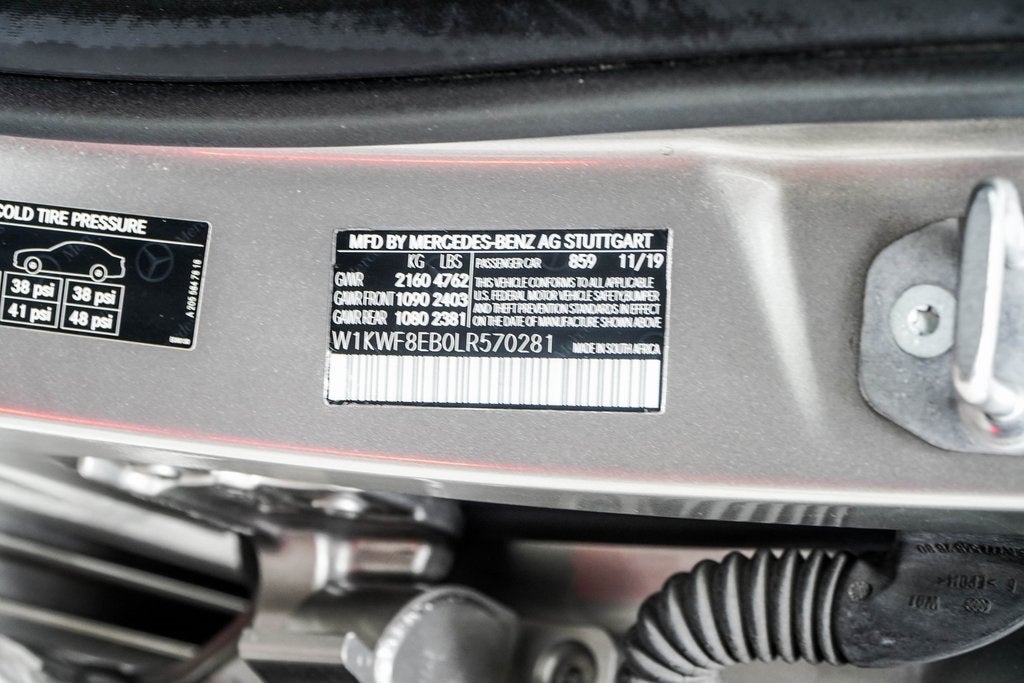 COLD TIRE PRESSURE
38 psi 38 psi
41 psi 48 psi
MFD BY MERCEDES-BENZ AG STUTTGART
KG LBS PASSENGER CAR 859 11/19
GVWR 2160 4762
GAWR FRONT 1090 2403
GAWR REAR 1080 2381
THIS VEHICLE CONFORMS TO ALL APPLICABLE
U.S. FEDERAL MOTOR VEHICLE SAFETY, BUMPER
AND THEFT PREVENTION STANDARDS IN EFFECT
ON THE DATE OF MANUFACTURE SHOWN ABOVE
W1KWF8EB0LR570281 MADE IN SOUTH AFRICA